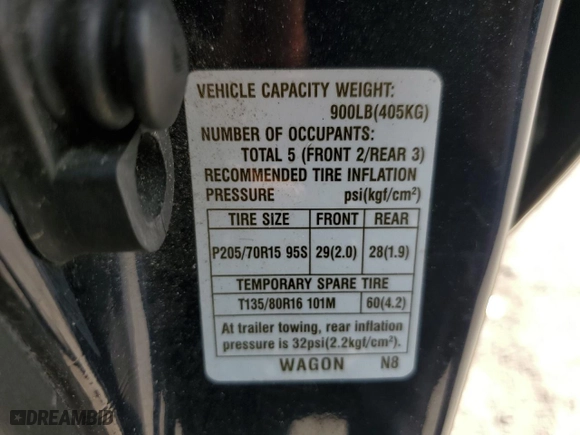 VEHICLE CAPACITY WEIGHT:
900LB(405KG)
NUMBER OF OCCUPANTS:
TOTAL 5 (FRONT 2/REAR 3)
RECOMMENDED TIRE INFLATION
PRESSURE psi(kgf/cm²)
TIRE SIZE FRONT REAR
P205/70R15 95S 29(2.0) 28(1.9)
TEMPORARY SPARE TIRE
T135/80R16 101M 60(4.2)
At trailer towing, rear inflation
pressure is 32psi(2.2kgf/cm²).
WAGON N8
DREAMBID